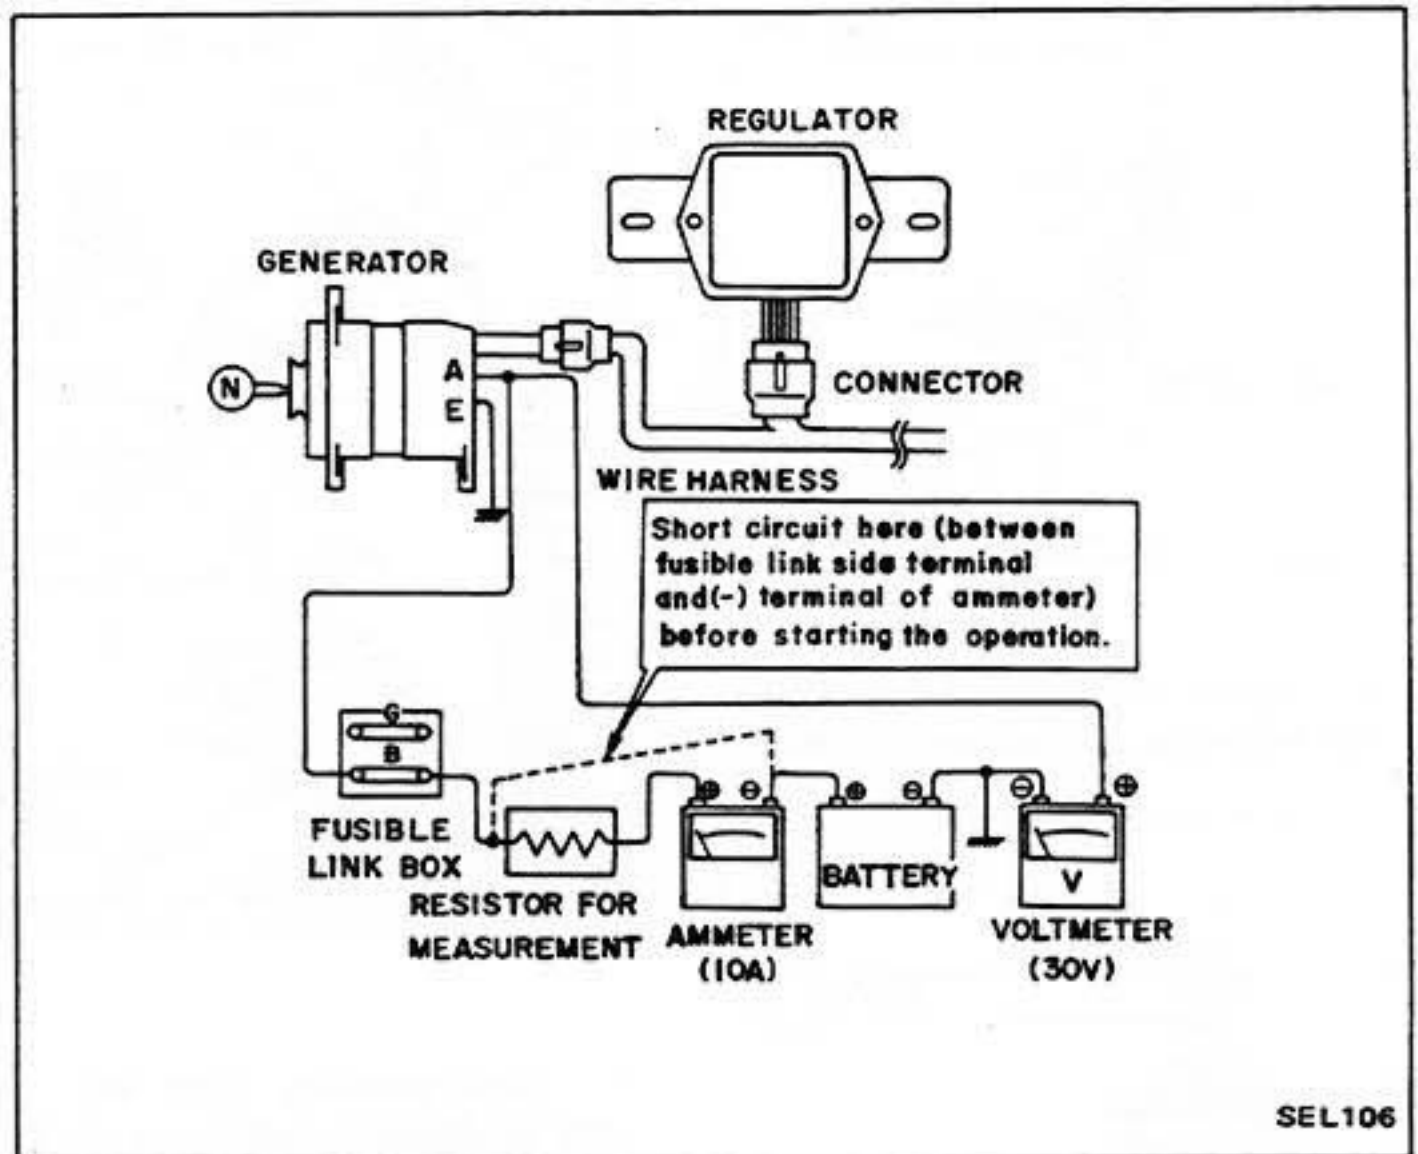 REGULATOR
GENERATOR
N
A
E
CONNECTOR
WIRE HARNESS
Short circuit here (between
fusible link side terminal
and(-) terminal of ammeter)
before starting the operation.
G
B
FUSIBLE
LINK BOX
RESISTOR FOR
MEASUREMENT
⊕
⊖
AMMETER
(10A)
⊕
⊖
BATTERY
⊖
⊕
V
VOLTMETER
(30V)
SEL106